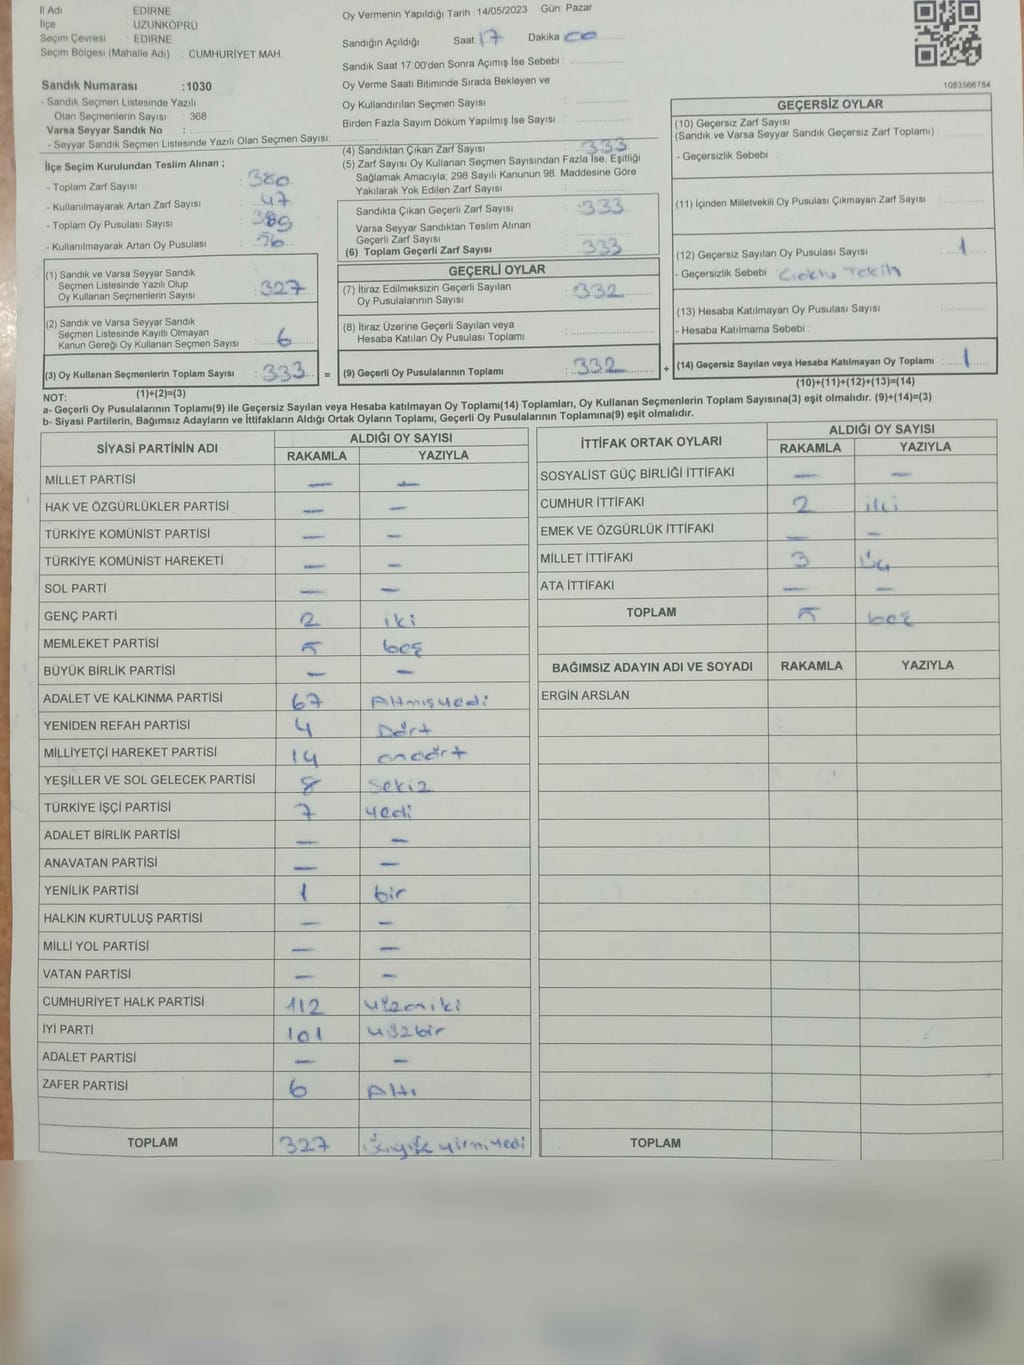 İl Adı EDİRNE
İlçe UZUNKÖPRÜ
Seçim Çevresi : EDİRNE
Seçim Bölgesi (Mahalle Adı) : CUMHURİYET MAH.
Sandık Numarası :1030
- Sandık Seçmen Listesinde Yazılı
Olan Seçmenlerin Sayısı : 368
Varsa Seyyar Sandık No :
- Seyyar Sandık Seçmen Listesinde Yazılı Olan Seçmen Sayısı:
Oy Vermenin Yapıldığı Tarih : 14/05/2023 Gün: Pazar
Sandığın Açıldığı Saat 17 Dakika 00
Sandık Saat 17:00'den Sonra Açımış İse Sebebi :
Oy Verme Saati Bitiminde Sırada Bekleyen ve
Oy Kullandırılan Seçmen Sayısı :
Birden Fazla Sayım Döküm Yapılmış İse Sayısı :
1083566784
İlçe Seçim Kurulundan Teslim Alınan ;
- Toplam Zarf Sayısı : 380
- Kullanılmayarak Artan Zarf Sayısı : 47
- Toplam Oy Pusulası Sayısı : 389
- Kullanılmayarak Artan Oy Pusulası : 56
(4) Sandıktan Çıkan Zarf Sayısı : 333
(5) Zarf Sayısı Oy Kullanan Seçmen Sayısından Fazla İse, Eşitliği
Sağlamak Amacıyla, 298 Sayılı Kanunun 98. Maddesine Göre
Yakılarak Yok Edilen Zarf Sayısı :
Sandıkta Çıkan Geçerli Zarf Sayısı : 333
Varsa Seyyar Sandıktan Teslim Alınan
Geçerli Zarf Sayısı :
(6) Toplam Geçerli Zarf Sayısı : 333
GEÇERSİZ OYLAR
(10) Geçersiz Zarf Sayısı
(Sandık ve Varsa Seyyar Sandık Geçersiz Zarf Toplamı) :
- Geçersizlik Sebebi :
(11) İçinden Milletvekili Oy Pusulası Çıkmayan Zarf Sayısı :
(12) Geçersiz Sayılan Oy Pusulası Sayısı : 1
- Geçersizlik Sebebi :
(13) Hesaba Katılmayan Oy Pusulası Sayısı :
- Hesaba Katılmama Sebebi :
(14) Geçersiz Sayılan veya Hesaba Katılmayan Oy Toplamı : 1
(10)+(11)+(12)+(13)=(14)
(1) Sandık ve Varsa Seyyar Sandık
Seçmen Listesinde Yazılı Olup
Oy Kullanan Seçmenlerin Sayısı : 327
(2) Sandık ve Varsa Seyyar Sandık
Seçmen Listesinde Kayıtlı Olmayan
Kanun Gereği Oy Kullanan Seçmen Sayısı : 6
(3) Oy Kullanan Seçmenlerin Toplam Sayısı : 333 =
(1)+(2)=(3)
GEÇERLİ OYLAR
(7) İtiraz Edilmeksizin Geçerli Sayılan
Oy Pusulalarının Sayısı : 332
(8) İtiraz Üzerine Geçerli Sayılan veya
Hesaba Katılan Oy Pusulası Toplamı :
(9) Geçerli Oy Pusulalarının Toplamı : 332 +
NOT:
a- Geçerli Oy Pusulalarının Toplamı(9) ile Geçersiz Sayılan veya Hesaba katılmayan Oy Toplamı(14) Toplamları, Oy Kullanan Seçmenlerin Toplam Sayısına(3) eşit olmalıdır. (9)+(14)=(3)
b- Siyasi Partilerin, Bağımsız Adayların ve İttifakların Aldığı Ortak Oyların Toplamı, Geçerli Oy Pusulalarının Toplamına(9) eşit olmalıdır.
SİYASİ PARTİNİN ADI ALDIĞI OY SAYISI
RAKAMLA YAZIYLA
MİLLET PARTİSİ — —
HAK VE ÖZGÜRLÜKLER PARTİSİ — —
TÜRKİYE KOMÜNİST PARTİSİ — —
TÜRKİYE KOMÜNİST HAREKETİ — —
SOL PARTİ — —
GENÇ PARTİ 2 iki
MEMLEKET PARTİSİ 5 beş
BÜYÜK BİRLİK PARTİSİ — —
ADALET VE KALKINMA PARTİSİ 67 Altmışyedi
YENİDEN REFAH PARTİSİ 4 Dört
MİLLİYETÇİ HAREKET PARTİSİ 14 ondört
YEŞİLLER VE SOL GELECEK PARTİSİ 8 Sekiz
TÜRKİYE İŞÇİ PARTİSİ 7 yedi
ADALET BİRLİK PARTİSİ — —
ANAVATAN PARTİSİ — —
YENİLİK PARTİSİ 1 bir
HALKIN KURTULUŞ PARTİSİ — —
MİLLİ YOL PARTİSİ — —
VATAN PARTİSİ — —
CUMHURİYET HALK PARTİSİ 112 yüzoniki
İYİ PARTİ 101 yüzbir
ADALET PARTİSİ — —
ZAFER PARTİSİ 6 Altı
TOPLAM 327 üçyüzyirmiyedi
İTTİFAK ORTAK OYLARI ALDIĞI OY SAYISI
RAKAMLA YAZIYLA
SOSYALİST GÜÇ BİRLİĞİ İTTİFAKI — —
CUMHUR İTTİFAKI 2 iki
EMEK VE ÖZGÜRLÜK İTTİFAKI — —
MİLLET İTTİFAKI 3 üç
ATA İTTİFAKI — —
TOPLAM 5 beş
BAĞIMSIZ ADAYIN ADI VE SOYADI RAKAMLA YAZIYLA
ERGİN ARSLAN
TOPLAM